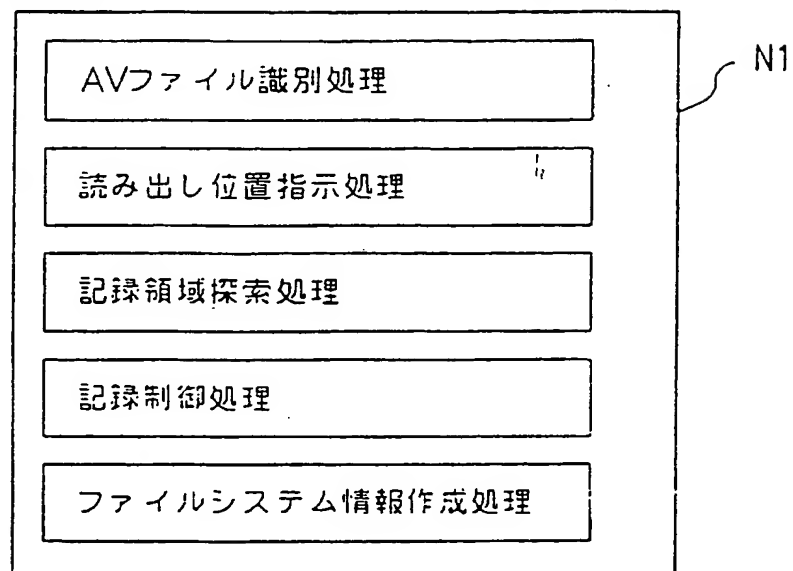 AVファイル識別処理
N1
読み出し位置指示処理
記録領域探索処理
記録制御処理
ファイルシステム情報作成処理